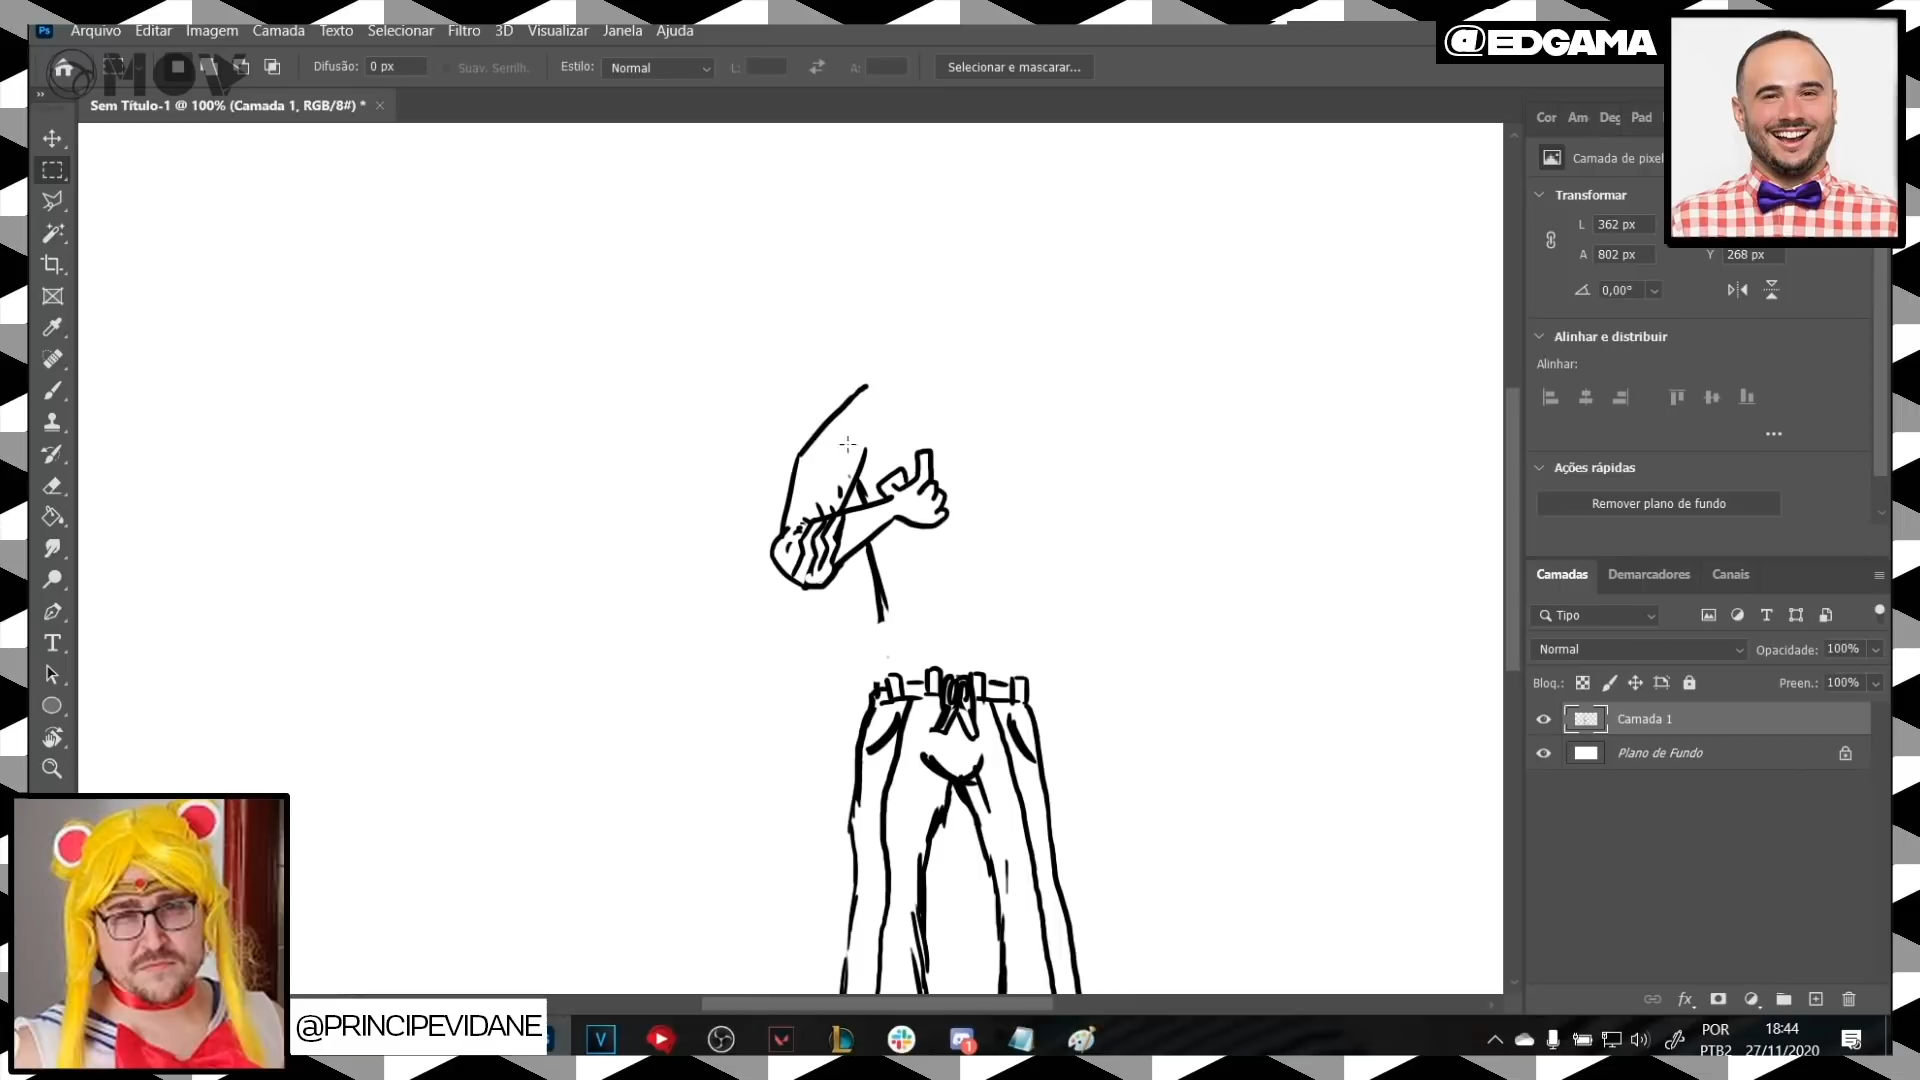 Ps Arquivo Editar Imagem Camada Texto Selecionar Filtro 3D Visualizar Janela Ajuda
@EDGAMA
MOV
Difusão: 0 px Suav. Serrilh. Estilo: Normal L: A: Selecionar e mascarar...
Sem Título-1 @ 100% (Camada 1, RGB/8#) * ×
Cor Am Deg Pad
Camada de pixel
Transformar
L 362 px
A 802 px Y 268 px
0,00°
Alinhar e distribuir
Alinhar:
Ações rápidas
Remover plano de fundo
Camadas Demarcadores Canais
Tipo
Normal Opacidade: 100%
Bloq.: Preen.: 100%
Camada 1
Plano de Fundo
fx
@PRINCIPEVIDANE
POR 18:44
PTB2 27/11/2020